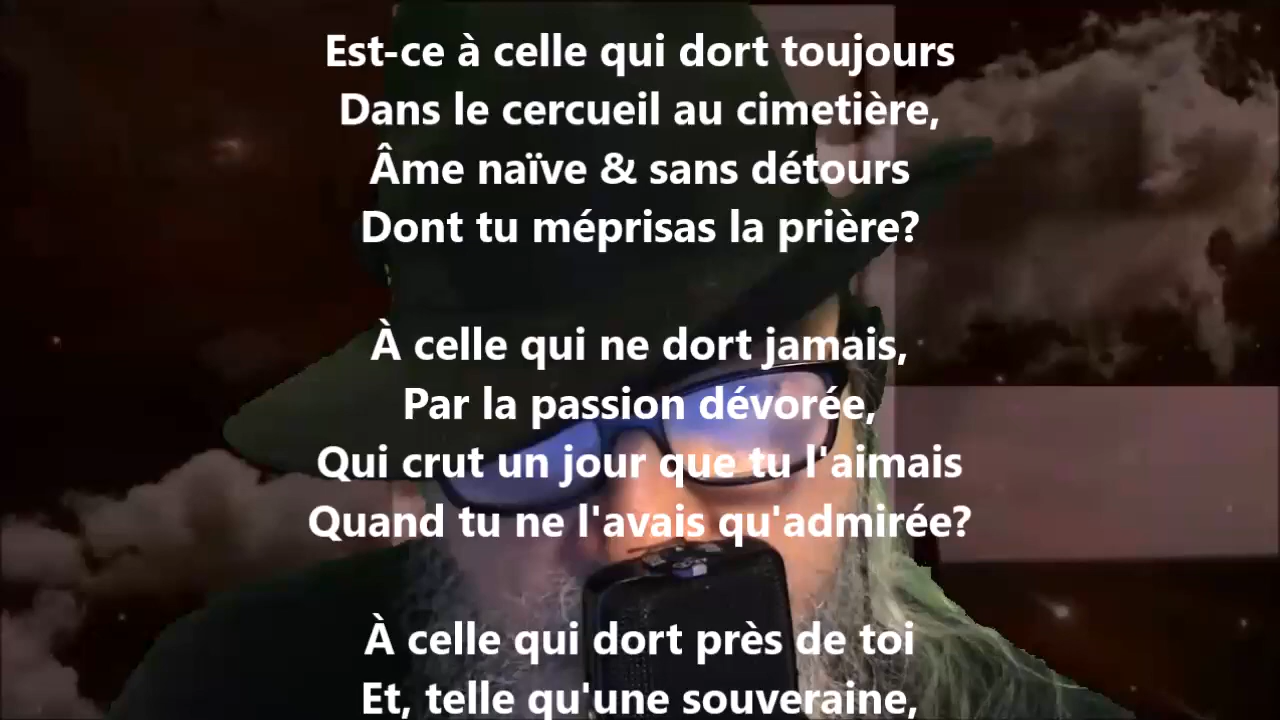 Est-ce à celle qui dort toujours
Dans le cercueil au cimetière,
Âme naïve & sans détours
Dont tu méprisas la prière?
À celle qui ne dort jamais,
Par la passion dévorée,
Qui crut un jour que tu l'aimais
Quand tu ne l'avais qu'admirée?
À celle qui dort près de toi
Et, telle qu'une souveraine,